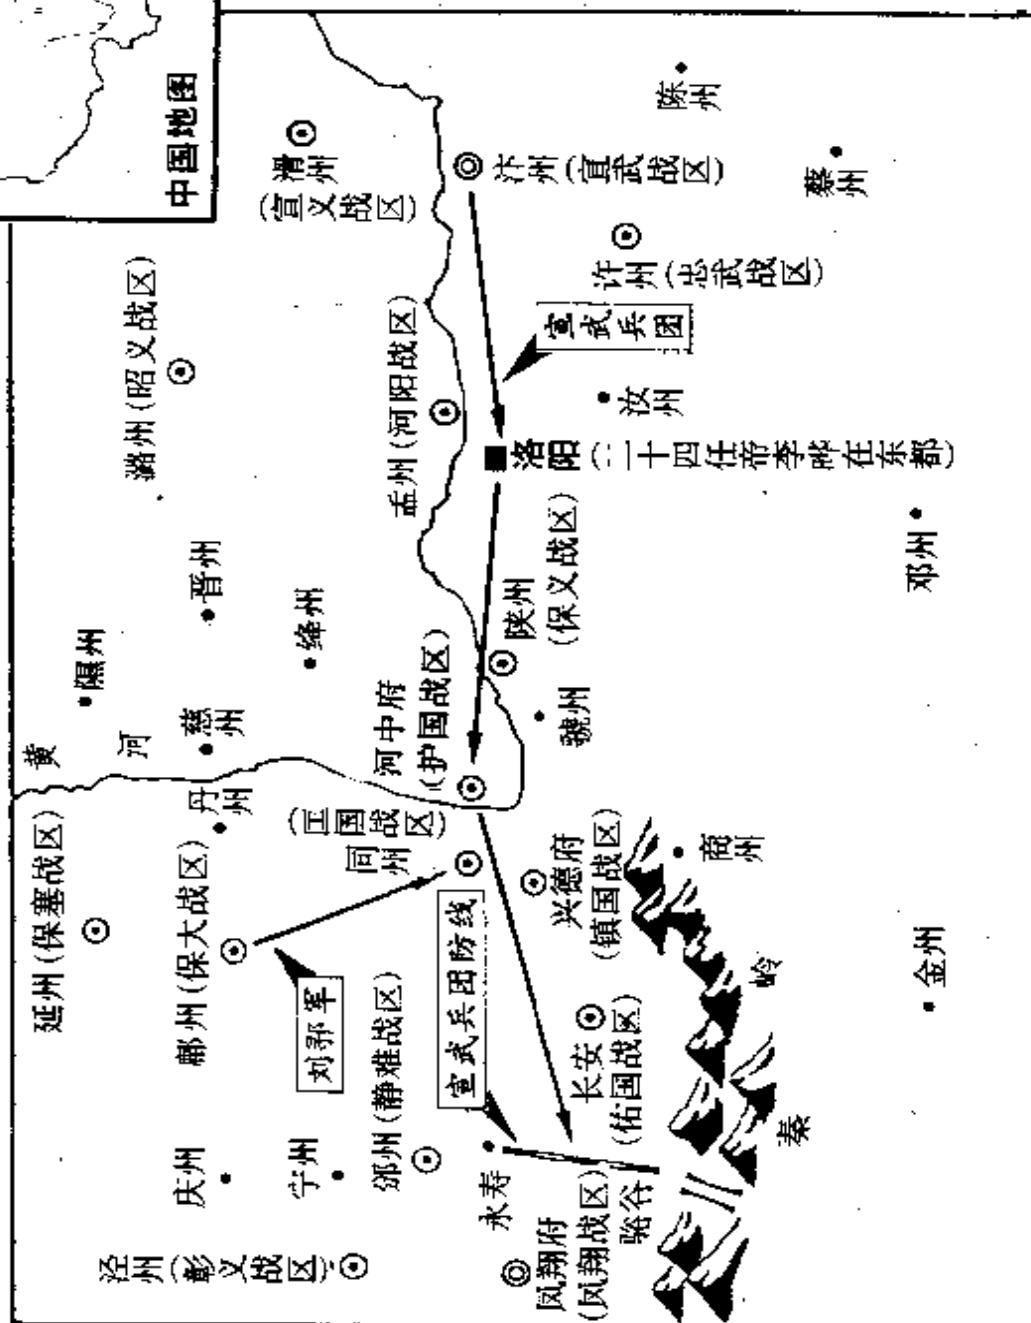 中国地图
黄河
延州(保塞战区)
隰州
潞州(昭义战区)
泾州(彰义战区)
庆州
鄜州(保大战区)
丹州
慈州
晋州
宁州
刘鄩军
绛州
滑州
(宣义战区)
邠州(静难战区)
同州
(匡国战区)
河中府
(护国战区)
孟州(河阳战区)
宣武兵团防线
永寿
陕州
(保义战区)
洛阳(二十四任帝李晔在东都)
汴州(宣武战区)
凤翔府
(凤翔战区)
骆谷
长安
(佑国战区)
兴德府
(镇国战区)
虢州
宣武兵团
汝州
许州(忠武战区)
陈州
商州
秦岭
蔡州
金州
邓州